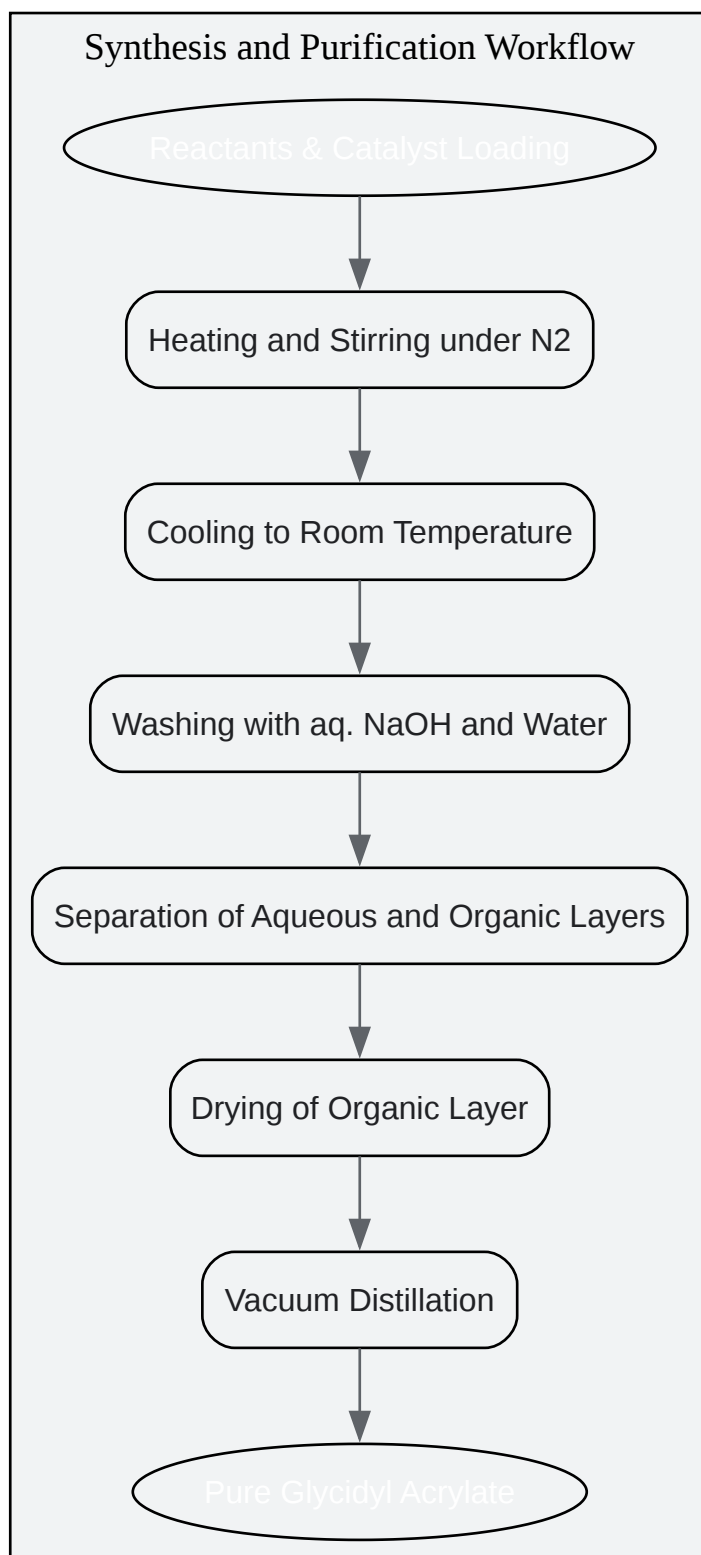 Synthesis and Purification Workflow
Reactants & Catalyst Loading
Heating and Stirring under N2
Cooling to Room Temperature
Washing with aq. NaOH and Water
Separation of Aqueous and Organic Layers
Drying of Organic Layer
Vacuum Distillation
Pure Glycidyl Acrylate